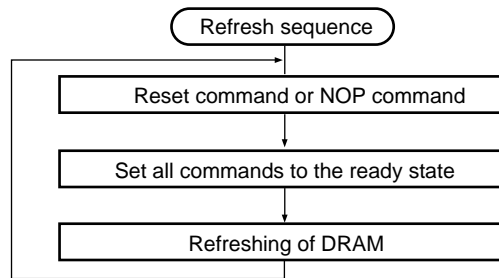 Refresh sequence
Reset command or NOP command
Set all commands to the ready state
Refreshing of DRAM